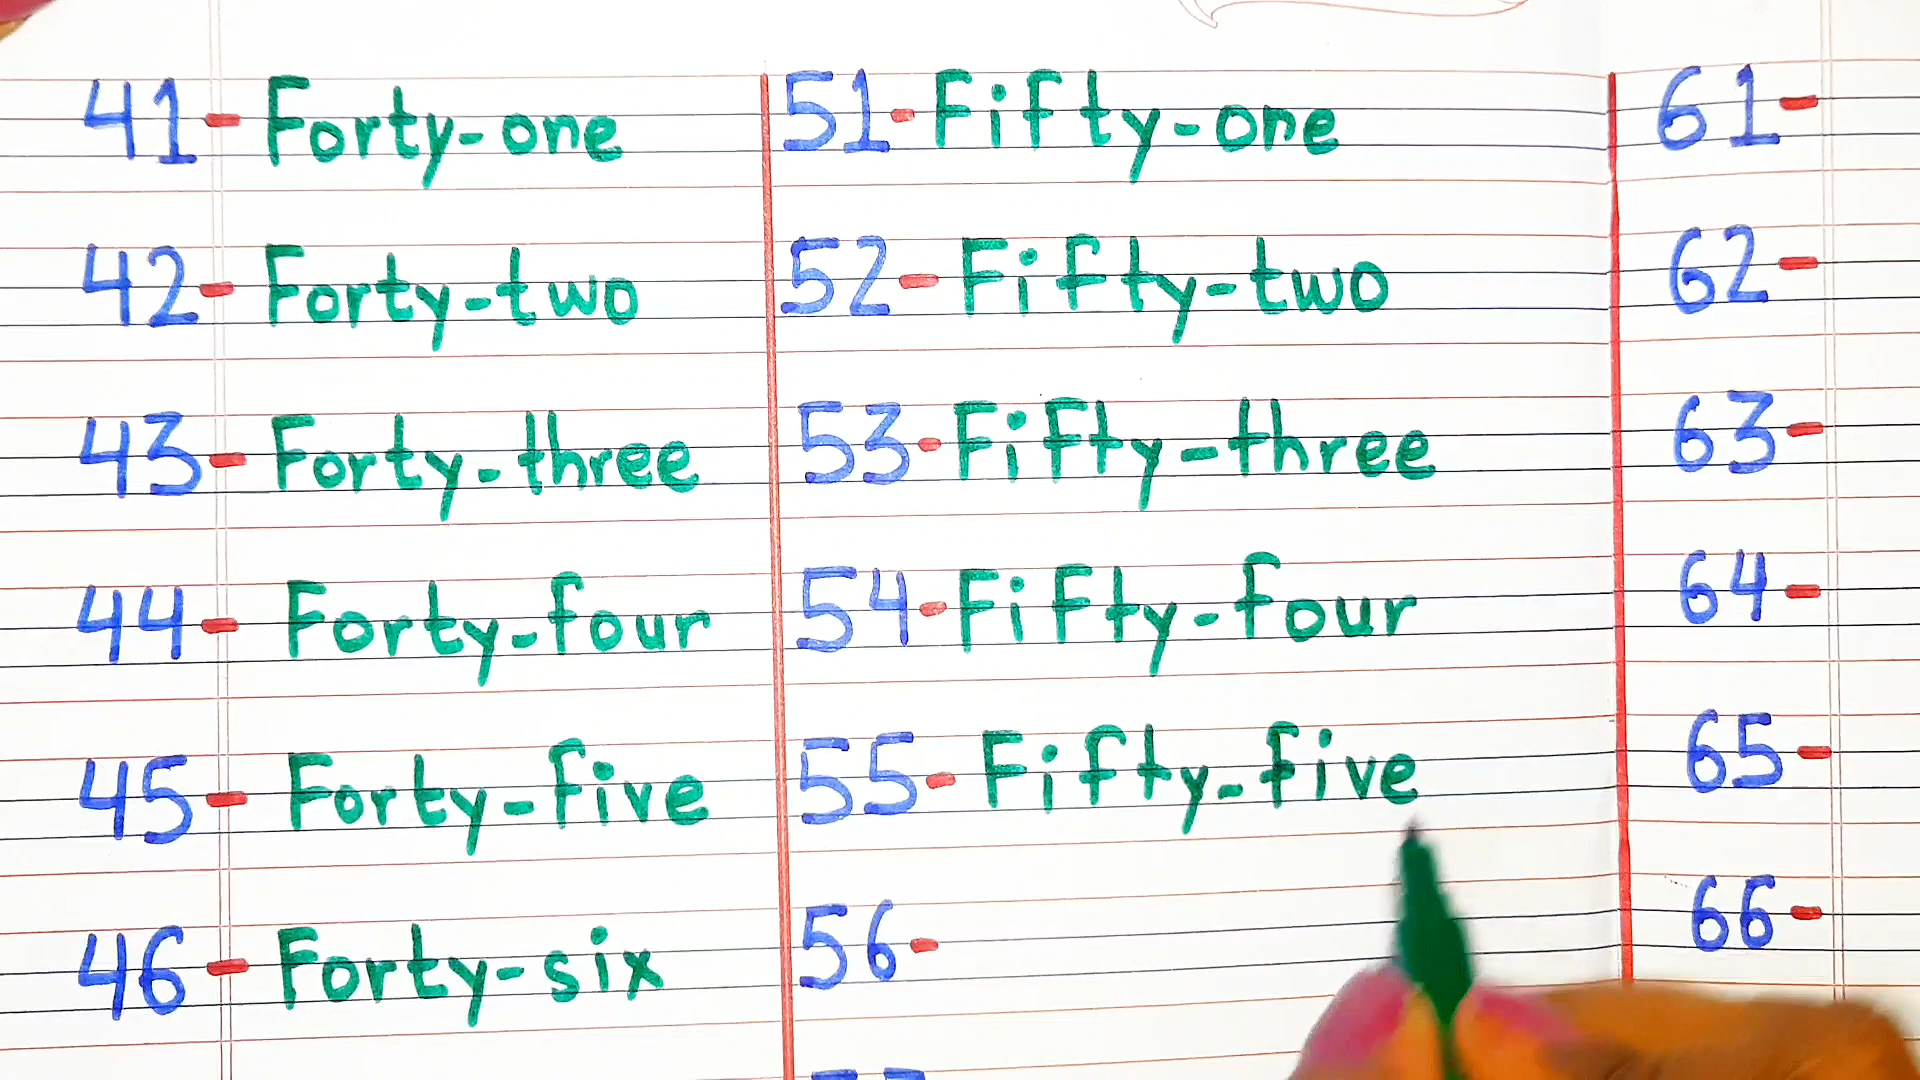 41 - Forty-one
42 - Forty-two
43 - Forty-three
44 - Forty-four
45 - Forty-five
46 - Forty-six
51 - Fifty-one
52 - Fifty-two
53 - Fifty-three
54 - Fifty-four
55 - Fifty-five
56 -
61 -
62 -
63 -
64 -
65 -
66 -